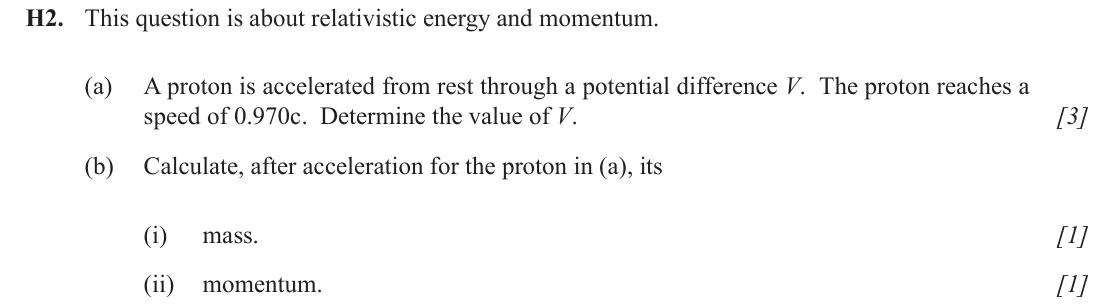 H2. This question is about relativistic energy and momentum.
(a) A proton is accelerated from rest through a potential difference V. The proton reaches a
speed of 0.970c. Determine the value of V. [3]
(b) Calculate, after acceleration for the proton in (a), its
(i) mass. [1]
(ii) momentum. [1]